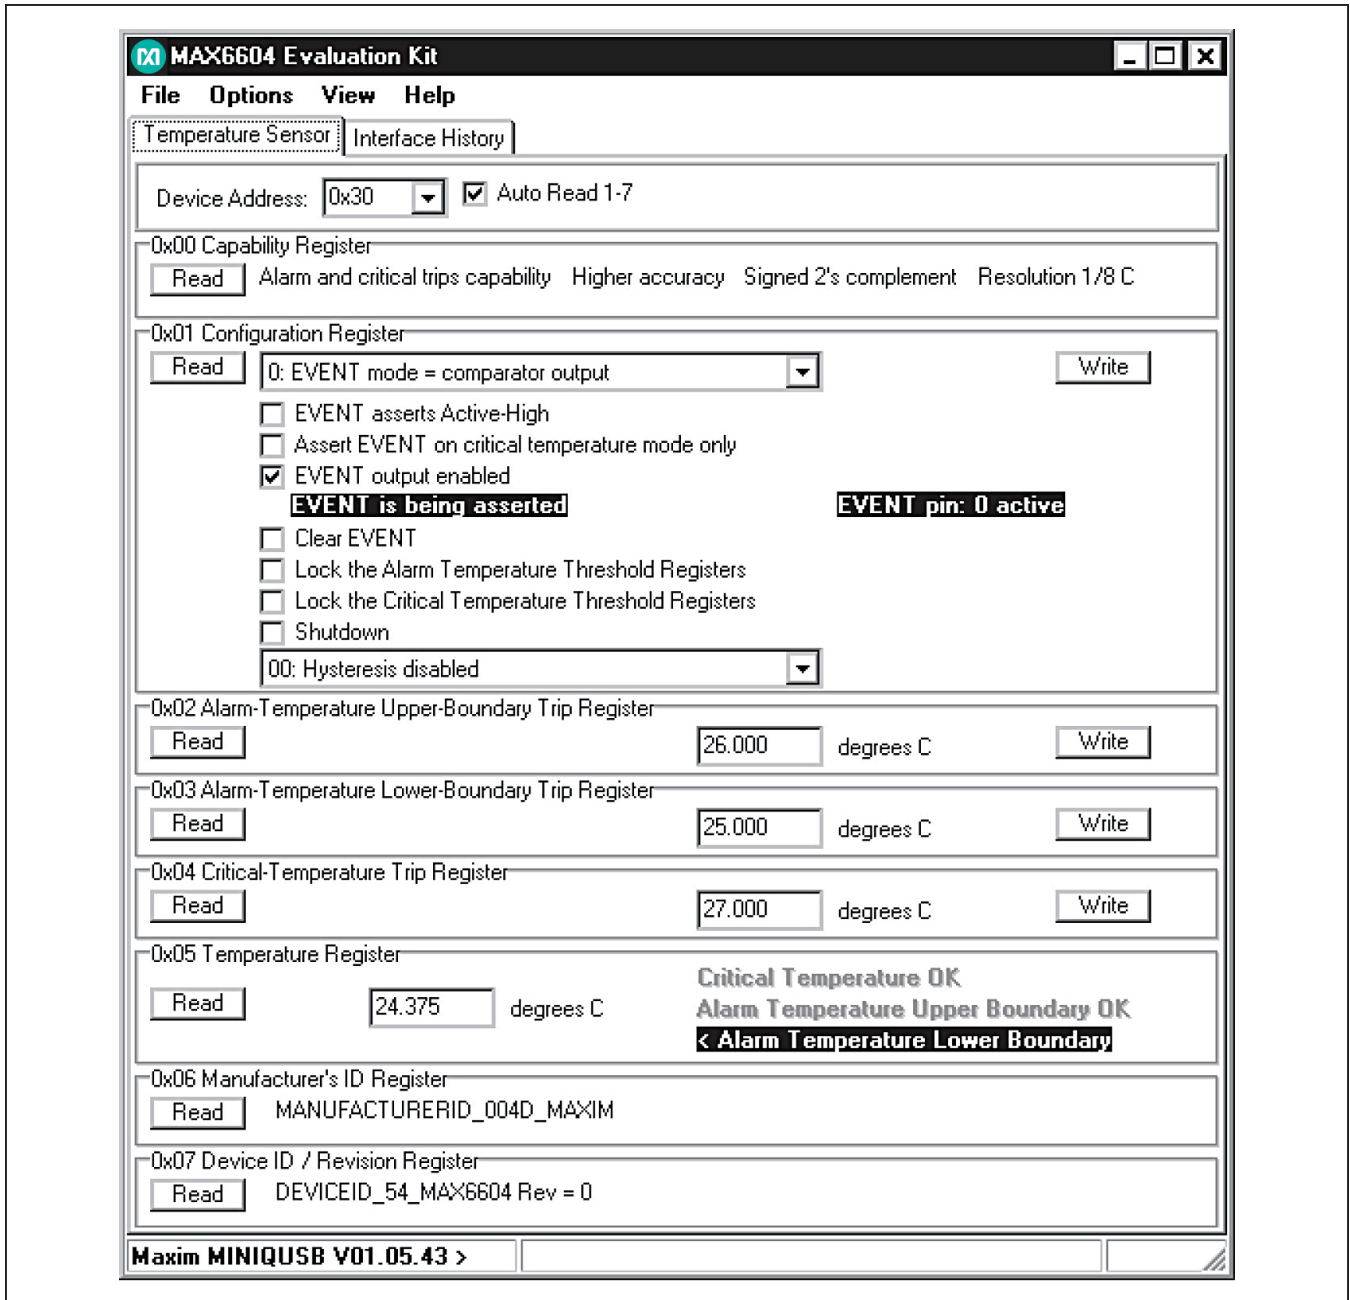 MAX6604 Evaluation Kit
File Options View Help
Temperature Sensor Interface History
Device Address: 0x30 Auto Read 1-7
0x00 Capability Register
Read Alarm and critical trips capability Higher accuracy Signed 2's complement Resolution 1/8 C
0x01 Configuration Register
Read 0: EVENT mode = comparator output Write
EVENT asserts Active-High
Assert EVENT on critical temperature mode only
EVENT output enabled
EVENT is being asserted EVENT pin: 0 active
Clear EVENT
Lock the Alarm Temperature Threshold Registers
Lock the Critical Temperature Threshold Registers
Shutdown
00: Hysteresis disabled
0x02 Alarm-Temperature Upper-Boundary Trip Register
Read 26.000 degrees C Write
0x03 Alarm-Temperature Lower-Boundary Trip Register
Read 25.000 degrees C Write
0x04 Critical-Temperature Trip Register
Read 27.000 degrees C Write
0x05 Temperature Register
Critical Temperature OK
Read 24.375 degrees C Alarm Temperature Upper Boundary OK
< Alarm Temperature Lower Boundary
0x06 Manufacturer's ID Register
Read MANUFACTURERID_004D_MAXIM
0x07 Device ID / Revision Register
Read DEVICEID_54_MAX6604 Rev = 0
Maxim MINIQUSB V01.05.43 >